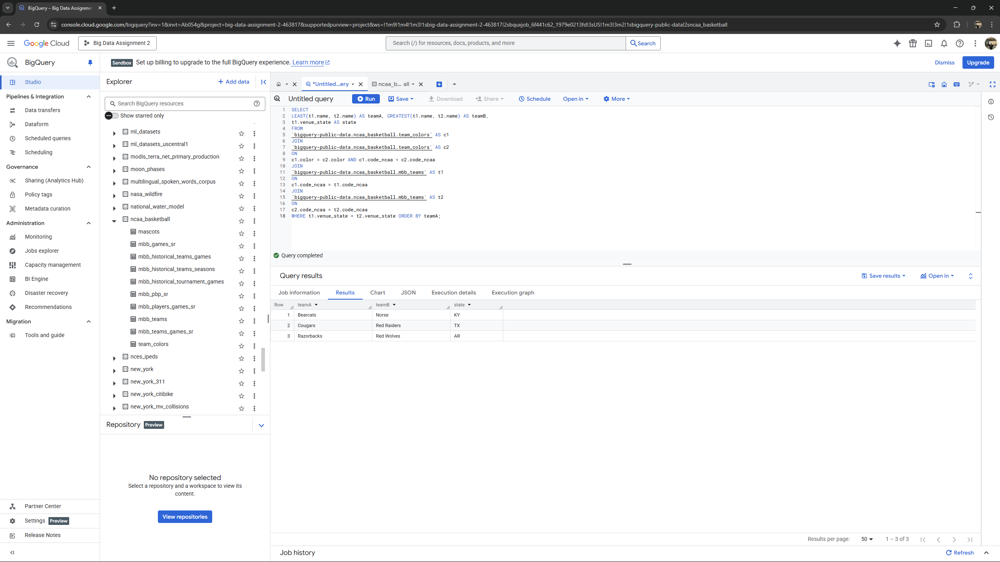 BigQuery – Big Data Assignmen
console.cloud.google.com/bigquery?inv=1&invt=Ab054g&project=big-data-assignment-2-463817&supportedpurview=project&ws=!1m9!1m4!1m3!1sbig-data-assignment-2-463817!2sbquxjob_6f441c62_1979e0213fd!3sUS!1m3!3m2!1sbigquery-public-data!2sncaa_basketball
Google Cloud
Big Data Assignment 2
Search (/) for resources, docs, products, and more
Search
BigQuery
Sandbox Set up billing to upgrade to the full BigQuery experience. Learn more
Dismiss
Upgrade
Studio
Pipelines & Integration
Data transfers
Dataform
Scheduled queries
Scheduling
Governance
Sharing (Analytics Hub)
Policy tags
Metadata curation
Administration
Monitoring
Jobs explorer
Capacity management
BI Engine
Disaster recovery
Recommendations
Migration
Tools and guide
Partner Center
Settings Preview
Release Notes
Explorer
+ Add data
Search BigQuery resources
Show starred only
ml_datasets
ml_datasets_uscentral1
modis_terra_net_primary_production
moon_phases
multilingual_spoken_words_corpus
nasa_wildfire
national_water_model
ncaa_basketball
mascots
mbb_games_sr
mbb_historical_teams_games
mbb_historical_teams_seasons
mbb_historical_tournament_games
mbb_pbp_sr
mbb_players_games_sr
mbb_teams
mbb_teams_games_sr
team_colors
nces_ipeds
new_york
new_york_311
new_york_citibike
new_york_mv_collisions
Repository Preview
No repository selected
Select a repository and a workspace to view its
content.
View repositories
*Untitled...ery
ncaa_b... all
Untitled query
Run
Save
Download
Share
Schedule
Open in
More
1 SELECT
2 LEAST(t1.name, t2.name) AS teamA, GREATEST(t1.name, t2.name) AS teamB,
3 t1.venue_state AS state
4 FROM
5 `bigquery-public-data.ncaa_basketball.team_colors` AS c1
6 JOIN
7 `bigquery-public-data.ncaa_basketball.team_colors` AS c2
8 ON
9 c1.color = c2.color AND c1.code_ncaa < c2.code_ncaa
10 JOIN
11 `bigquery-public-data.ncaa_basketball.mbb_teams` AS t1
12 ON
13 c1.code_ncaa = t1.code_ncaa
14 JOIN
15 `bigquery-public-data.ncaa_basketball.mbb_teams` AS t2
16 ON
17 c2.code_ncaa = t2.code_ncaa
18 WHERE t1.venue_state = t2.venue_state ORDER BY teamA;
Query completed
Query results
Save results
Open in
Job information
Results
Chart
JSON
Execution details
Execution graph
Row teamA teamB state
1 Bearcats Norse KY
2 Cougars Red Raiders TX
3 Razorbacks Red Wolves AR
Results per page: 50 1 – 3 of 3
Job history
Refresh